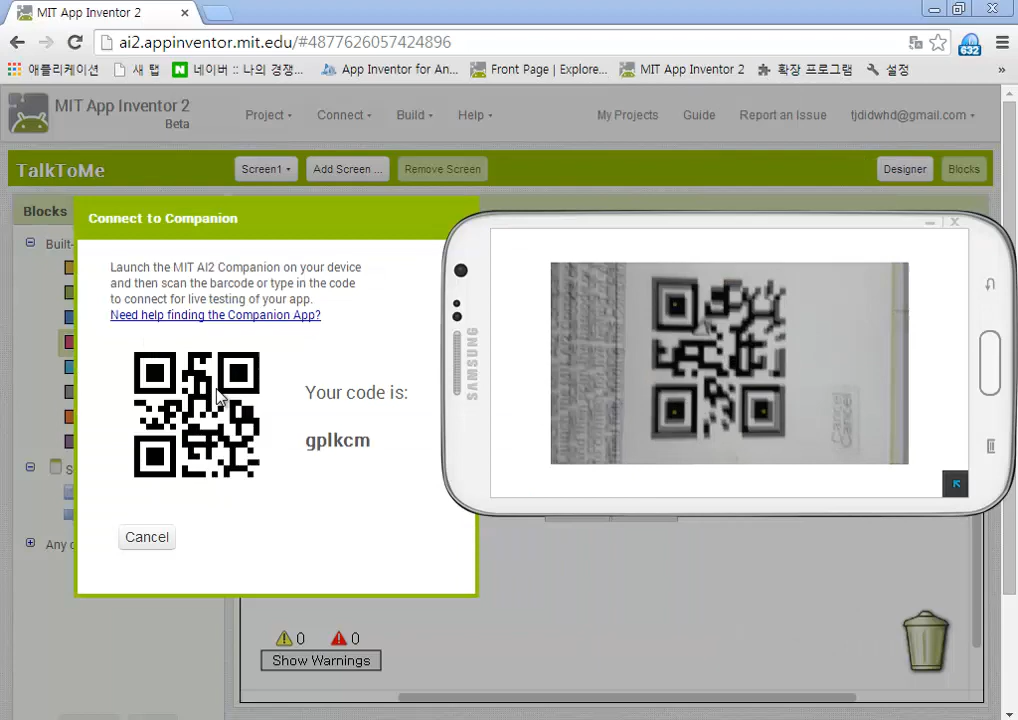 MIT App Inventor 2
ai2.appinventor.mit.edu/#4877626057424896
632
애플리케이션 새 탭 N 네이버 :: 나의 경쟁... App Inventor for An... Front Page | Explore... MIT App Inventor 2 확장 프로그램 설정 »
MIT App Inventor 2
Beta
Project Connect Build Help My Projects Guide Report an Issue tjdidwhd@gmail.com
TalkToMe Screen1 Add Screen ... Remove Screen Designer Blocks
Blocks
Connect to Companion
Built-
Launch the MIT AI2 Companion on your device
and then scan the barcode or type in the code
to connect for live testing of your app.
Need help finding the Companion App?
SAMSUNG
Your code is:
gplkcm
Cancel
Cancel
S
Cancel
Any c
0 0
Show Warnings